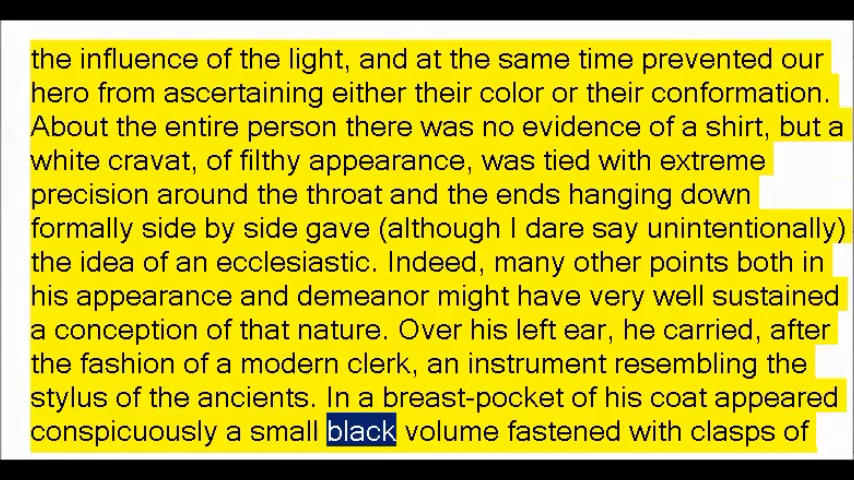 the influence of the light, and at the same time prevented our
hero from ascertaining either their color or their conformation.
About the entire person there was no evidence of a shirt, but a
white cravat, of filthy appearance, was tied with extreme
precision around the throat and the ends hanging down
formally side by side gave (although I dare say unintentionally)
the idea of an ecclesiastic. Indeed, many other points both in
his appearance and demeanor might have very well sustained
a conception of that nature. Over his left ear, he carried, after
the fashion of a modern clerk, an instrument resembling the
stylus of the ancients. In a breast-pocket of his coat appeared
conspicuously a small black volume fastened with clasps of